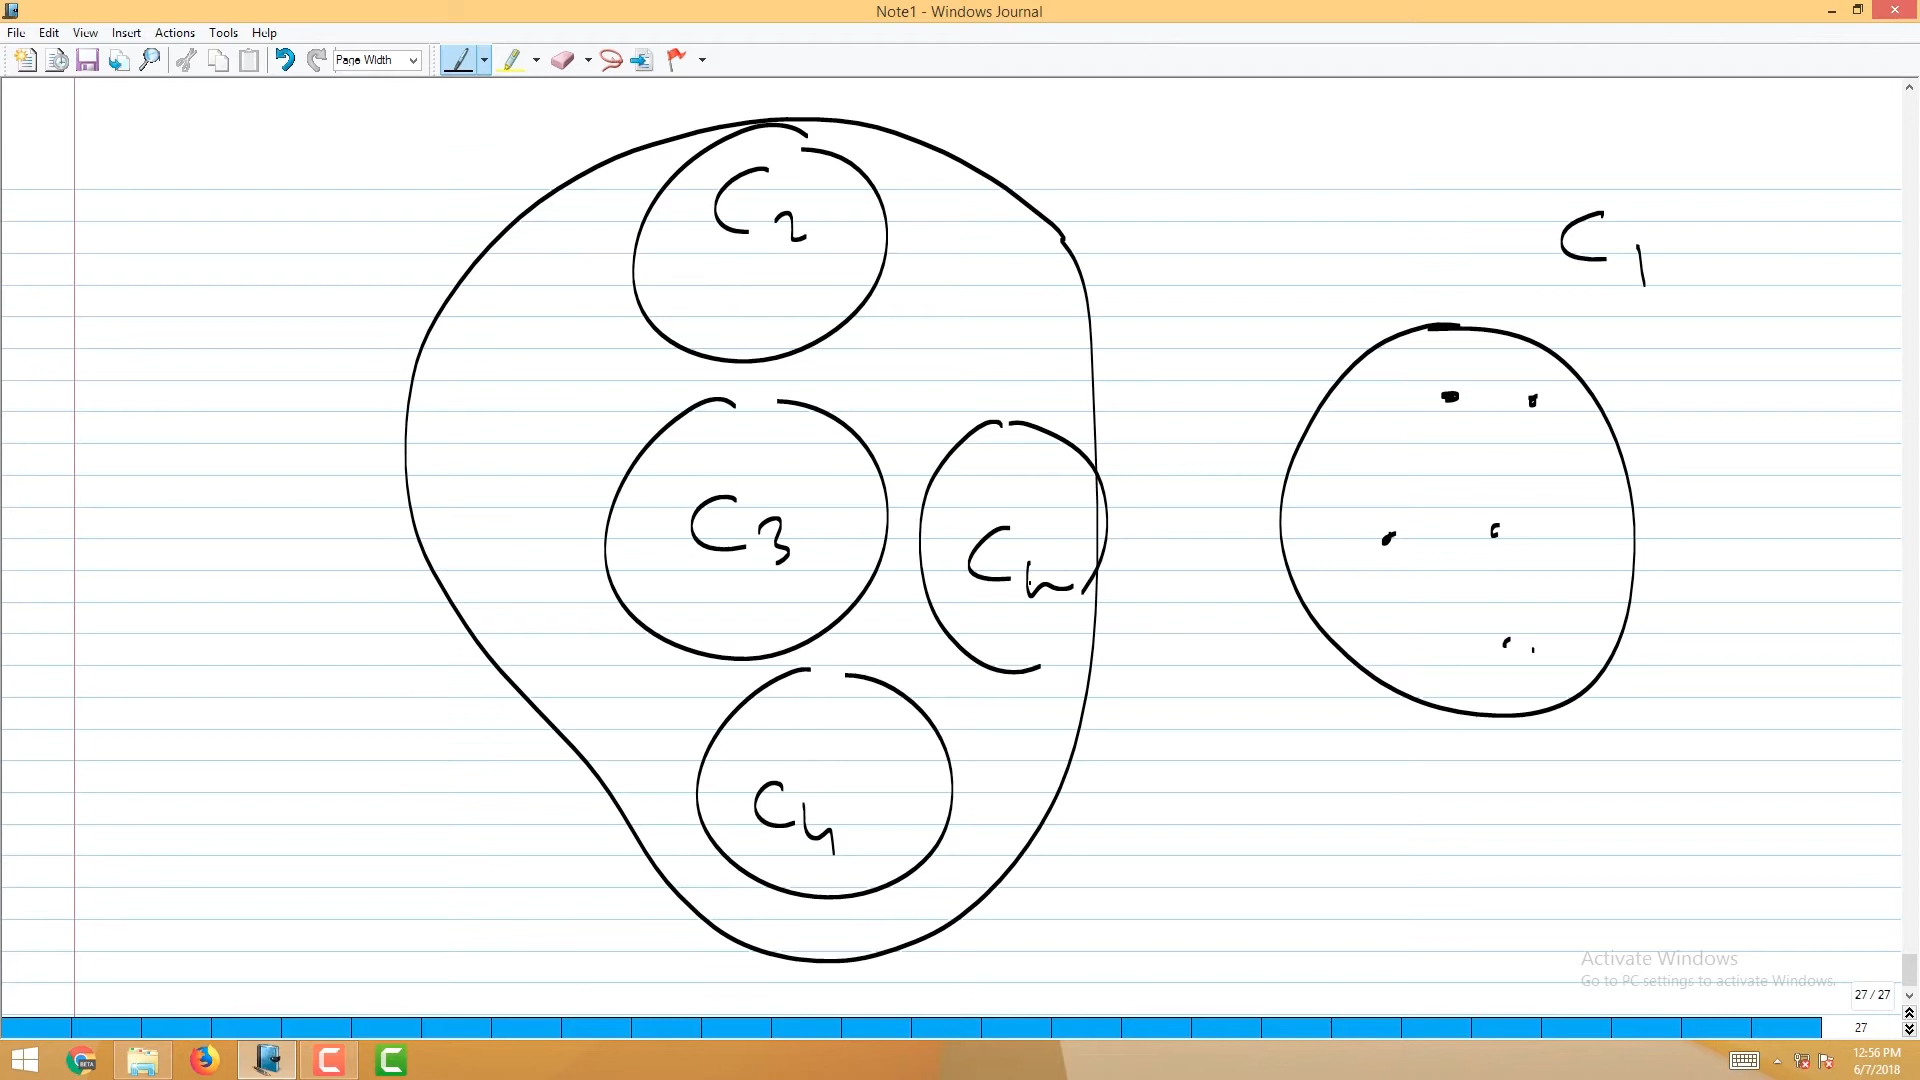 Note1 - Windows Journal
File Edit View Insert Actions Tools Help
Page Width
C2
C1
C3
Cn
C4
Activate Windows
Go to PC settings to activate Windows.
27 / 27
27
BETA
12:56 PM
6/7/2018